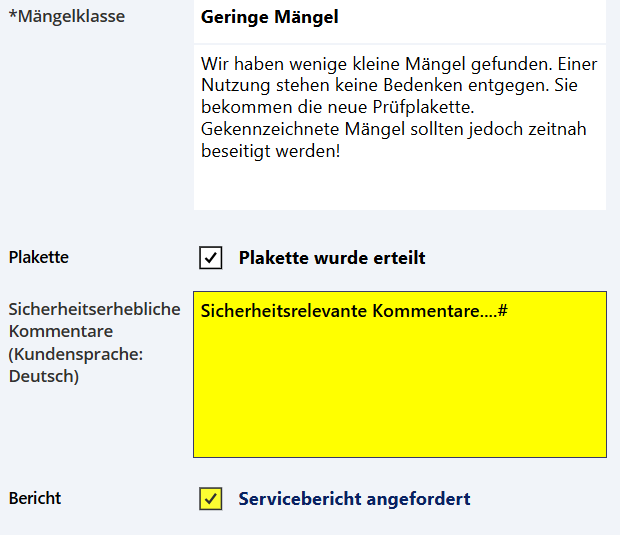 *Mängelklasse
Geringe Mängel
Wir haben wenige kleine Mängel gefunden. Einer
Nutzung stehen keine Bedenken entgegen. Sie
bekommen die neue Prüfplakette.
Gekennzeichnete Mängel sollten jedoch zeitnah
beseitigt werden!
Plakette
Plakette wurde erteilt
Sicherheitserhebliche
Kommentare
(Kundensprache:
Deutsch)
Sicherheitsrelevante Kommentare....#
Bericht
Servicebericht angefordert